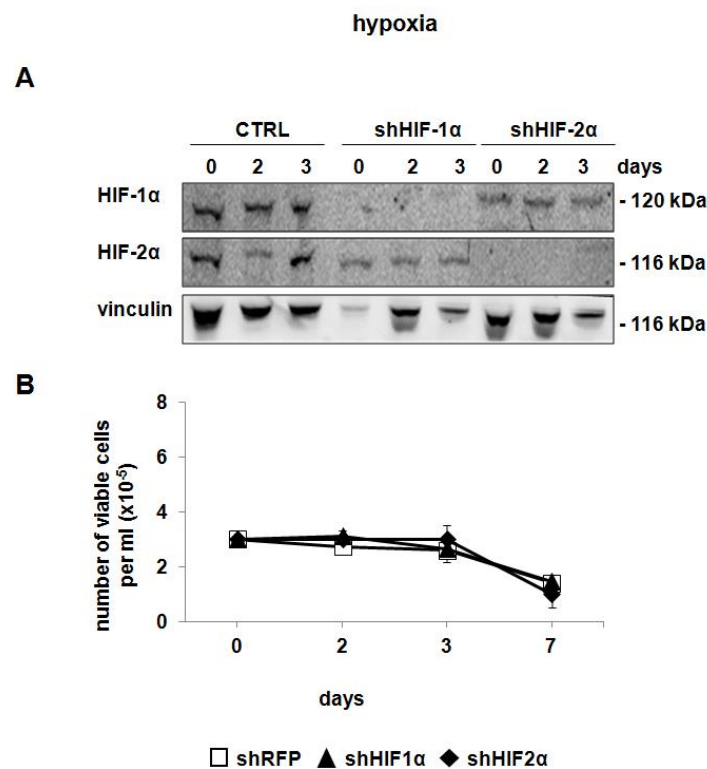 hypoxia
A
CTRL shHIF-1α shHIF-2α
0 2 3 0 2 3 0 2 3 days
HIF-1α - 120 kDa
HIF-2α - 116 kDa
vinculin - 116 kDa
B
number of viable cells
per ml (x10⁻⁵)
8
6
4
2
0
0 2 3 7
days
shRFP shHIF1α shHIF2α